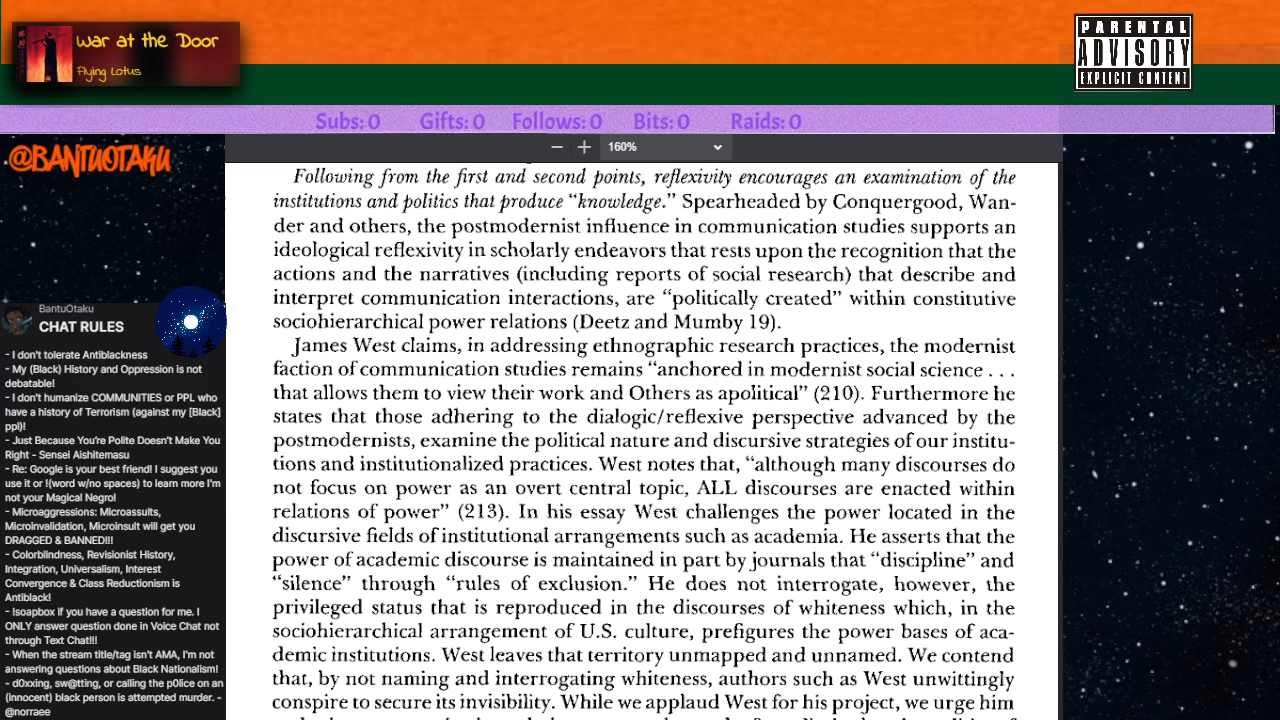 War at the Door
Flying Lotus
PARENTAL
ADVISORY
EXPLICIT CONTENT
Subs: 0 Gifts: 0 Follows: 0 Bits: 0 Raids: 0
@BANTUOTAKU
160%
BantuOtaku
CHAT RULES
- I don't tolerate Antiblackness
- My (Black) History and Oppression is not
debatable!
- I don't humanize COMMUNITIES or PPL who
have a history of Terrorism (against my [Black]
ppl)!
- Just Because You're Polite Doesn't Make You
Right - Sensei Aishitemasu
- Re: Google is your best friend! I suggest you
use it or !(word w/no spaces) to learn more I'm
not your Magical Negro!
- Microaggressions: Microassults,
Microinvalidation, Microinsult will get you
DRAGGED & BANNED!!!
- Colorblindness, Revisionist History,
Integration, Universalism, Interest
Convergence & Class Reductionism is
Antiblack!
- !soapbox if you have a question for me. I
ONLY answer question done in Voice Chat not
through Text Chat!!!
- When the stream title/tag isn't AMA, I'm not
answering questions about Black Nationalism!
- d0xxing, sw@tting, or calling the p0lice on an
(innocent) black person is attempted murder. -
@norraee
Following from the first and second points, reflexivity encourages an examination of the
institutions and politics that produce "knowledge." Spearheaded by Conquergood, Wan-
der and others, the postmodernist influence in communication studies supports an
ideological reflexivity in scholarly endeavors that rests upon the recognition that the
actions and the narratives (including reports of social research) that describe and
interpret communication interactions, are "politically created" within constitutive
sociohierarchical power relations (Deetz and Mumby 19).
James West claims, in addressing ethnographic research practices, the modernist
faction of communication studies remains "anchored in modernist social science . . .
that allows them to view their work and Others as apolitical" (210). Furthermore he
states that those adhering to the dialogic/reflexive perspective advanced by the
postmodernists, examine the political nature and discursive strategies of our institu-
tions and institutionalized practices. West notes that, "although many discourses do
not focus on power as an overt central topic, ALL discourses are enacted within
relations of power" (213). In his essay West challenges the power located in the
discursive fields of institutional arrangements such as academia. He asserts that the
power of academic discourse is maintained in part by journals that "discipline" and
"silence" through "rules of exclusion." He does not interrogate, however, the
privileged status that is reproduced in the discourses of whiteness which, in the
sociohierarchical arrangement of U.S. culture, prefigures the power bases of aca-
demic institutions. West leaves that territory unmapped and unnamed. We contend
that, by not naming and interrogating whiteness, authors such as West unwittingly
conspire to secure its invisibility. While we applaud West for his project, we urge him